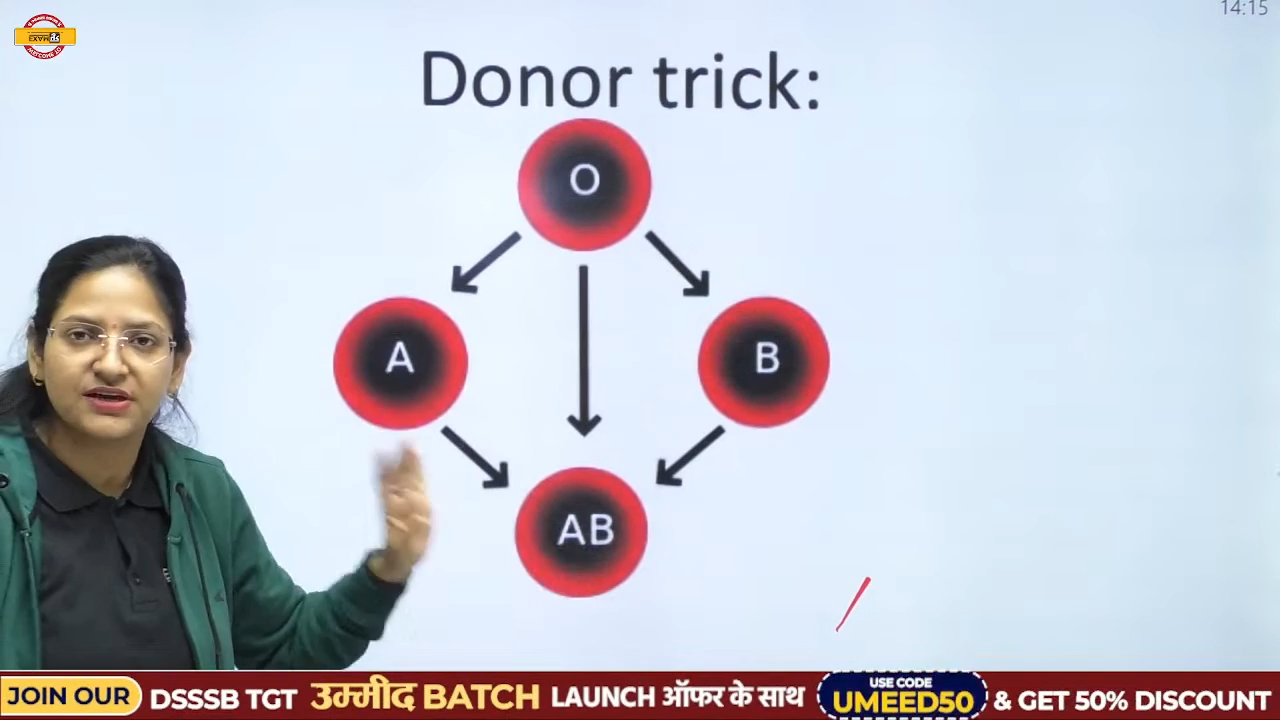 14:15
Donor trick:
O
A
B
AB
JOIN OUR DSSSB TGT उम्मीद BATCH LAUNCH ऑफर के साथ USE CODE UMEED50 & GET 50% DISCOUNT